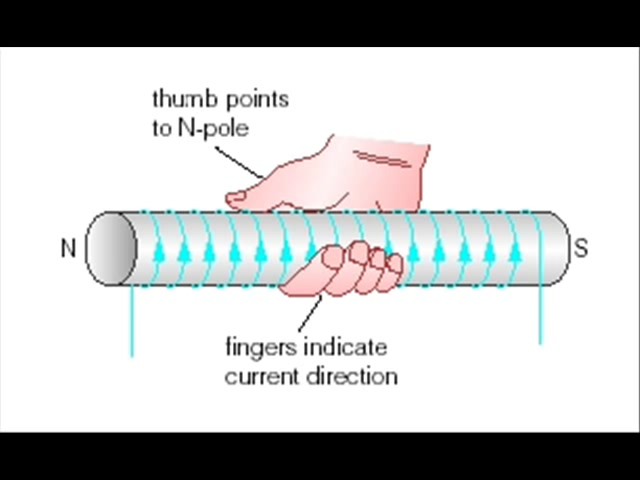 thumb points
to N-pole
N
S
fingers indicate
current direction